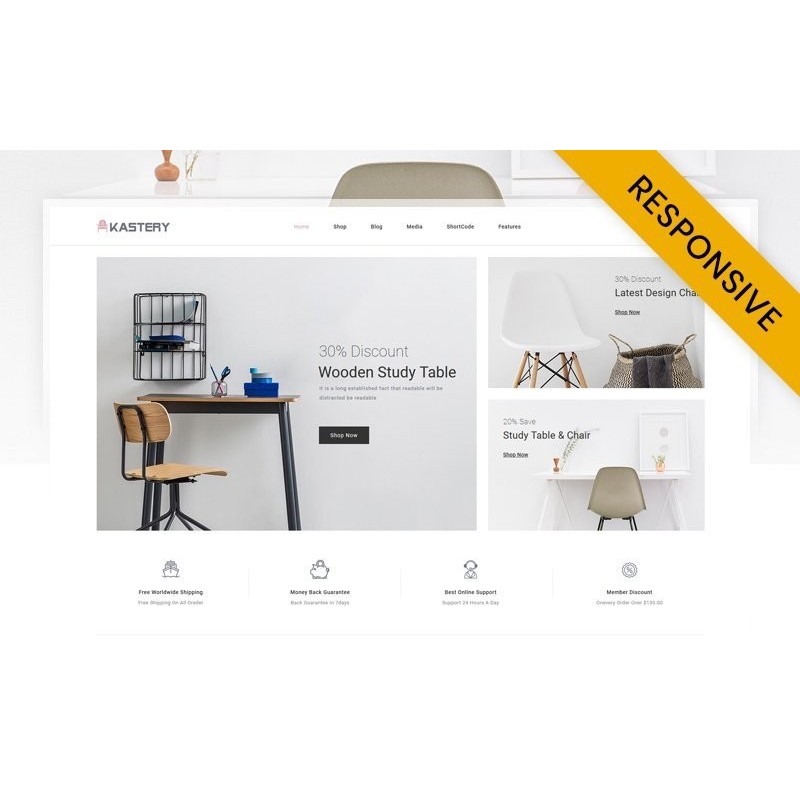 RESPONSIVE
KASTERY
Home Shop Blog Media ShortCode Features
30% Discount
Wooden Study Table
It is a long established fact that readable will be
distracted be readable
Shop Now
30% Discount
Latest Design Chai
Shop Now
20% Save
Study Table & Chair
Shop Now
Free Worldwide Shipping
Free Shipping On All Order
Money Back Guarantee
Back Guarantee in 7days
Best Online Support
Support 24 Hours A Day
Member Discount
Onevery Order Over $130.00